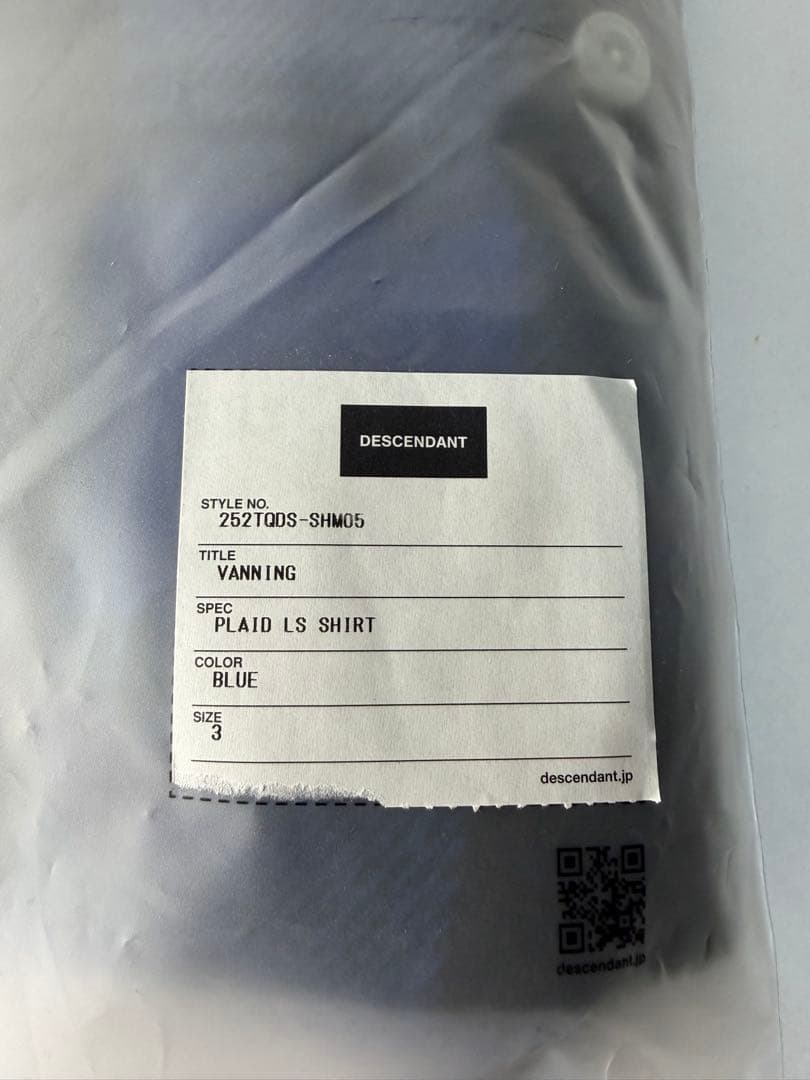 DESCENDANT
STYLE NO.
252TQDS-SHM05
TITLE
VANNING
SPEC
PLAID LS SHIRT
COLOR
BLUE
SIZE
3
descendant.jp
descendant.jp